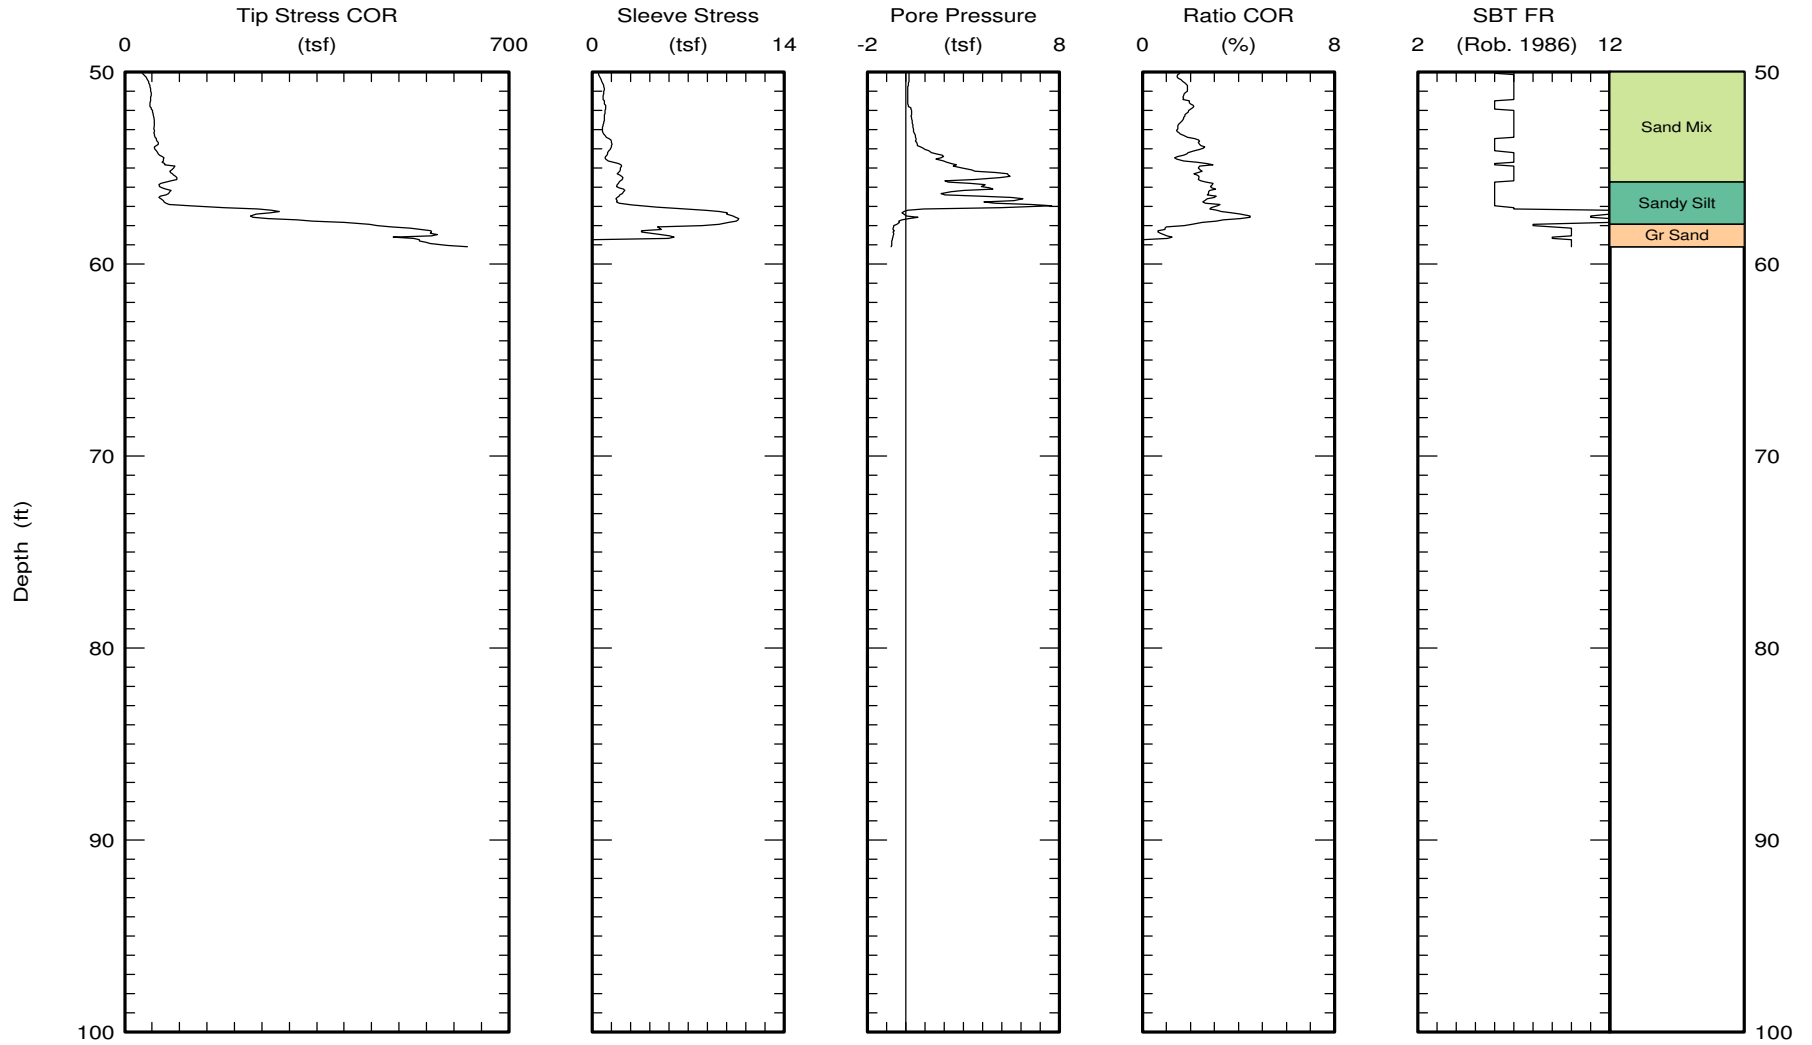 Tip Stress COR Sleeve Stress Pore Pressure Ratio COR SBT FR
0 (tsf) 700 0 (tsf) 14 -2 (tsf) 8 0 (%) 8 2 (Rob. 1986) 12
50 50
Sand Mix
Sandy Silt
Gr Sand
60 60
70 70
Depth (ft)
80 80
90 90
100 100